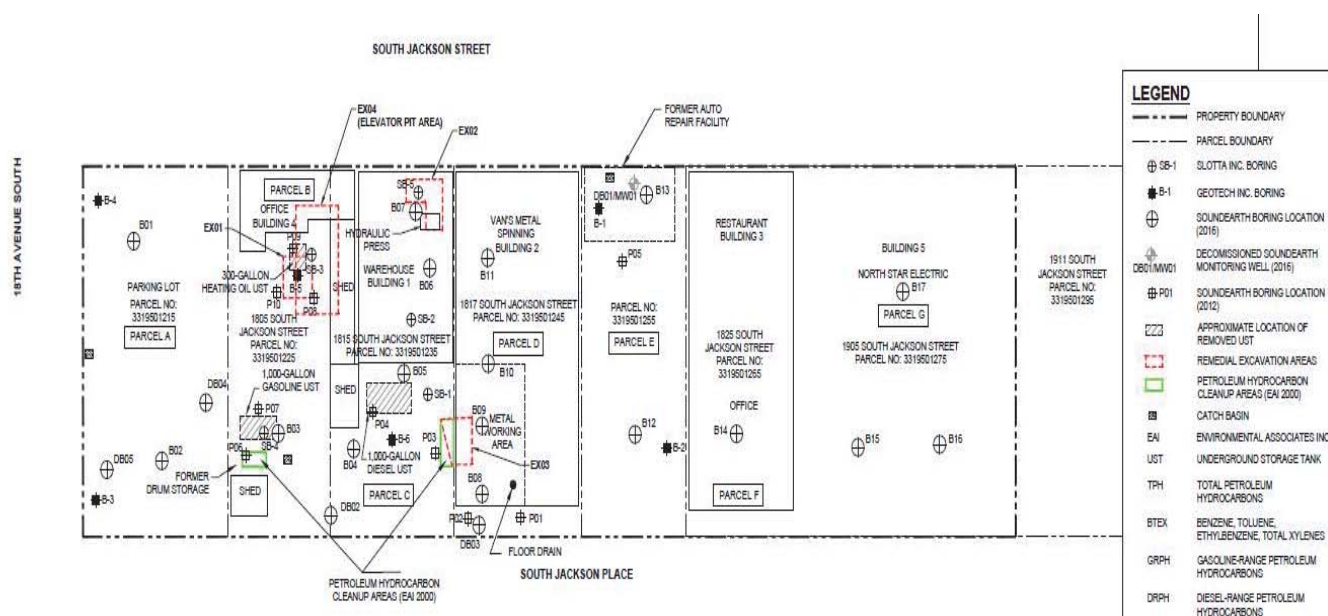 SOUTH JACKSON STREET
18TH AVENUE SOUTH
EX04
(ELEVATOR PIT AREA)
EX02
FORMER AUTO
REPAIR FACILITY
B-4
B01
PARKING LOT
PARCEL NO:
3319501215
PARCEL A
DB04
B02
DB05
B-3
PARCEL B
OFFICE
BUILDING 4
EX01
P09
SB-3
300-GALLON
HEATING OIL UST
B-5
P10
P08
SHED
1805 SOUTH
JACKSON STREET
PARCEL NO:
3319501225
1,000-GALLON
GASOLINE UST
P07
B03
P06
SB-4
FORMER
DRUM STORAGE
SHED
SHED
SB-5
B07
HYDRAULIC
PRESS
WAREHOUSE
BUILDING 1
B06
SB-2
1815 SOUTH JACKSON STREET
PARCEL NO: 3319501235
B05
SB-1
P04
B-6
P03
B04
1,000-GALLON
DIESEL UST
PARCEL C
DB02
VAN'S METAL
SPINNING
BUILDING 2
B11
1817 SOUTH JACKSON STREET
PARCEL NO: 3319501245
PARCEL D
B10
B09
METAL
WORKING
AREA
EX03
B08
P02
P01
DB03
FLOOR DRAIN
DB01/MW01
B13
B-1
P05
PARCEL NO:
3319501255
PARCEL E
B12
B-2
RESTAURANT
BUILDING 3
1825 SOUTH
JACKSON STREET
PARCEL NO:
3319501265
OFFICE
B14
PARCEL F
BUILDING 5
NORTH STAR ELECTRIC
B17
PARCEL G
1905 SOUTH JACKSON STREET
PARCEL NO: 3319501275
B15
B16
1911 SOUTH
JACKSON STREET
PARCEL NO:
3319501295
PETROLEUM HYDROCARBON
CLEANUP AREAS (EAI 2000)
SOUTH JACKSON PLACE
LEGEND
PROPERTY BOUNDARY
PARCEL BOUNDARY
SB-1 SLOTTA INC. BORING
B-1 GEOTECH INC. BORING
SOUNDEARTH BORING LOCATION
(2016)
DECOMISSIONED SOUNDEARTH
DB01/MW01 MONITORING WELL (2016)
P01 SOUNDEARTH BORING LOCATION
(2012)
APPROXIMATE LOCATION OF
REMOVED UST
REMEDIAL EXCAVATION AREAS
PETROLEUM HYDROCARBON
CLEANUP AREAS (EAI 2000)
CATCH BASIN
EAI ENVIRONMENTAL ASSOCIATES INC
UST UNDERGROUND STORAGE TANK
TPH TOTAL PETROLEUM
HYDROCARBONS
BTEX BENZENE, TOLUENE,
ETHYLBENZENE, TOTAL XYLENES
GRPH GASOLINE-RANGE PETROLEUM
HYDROCARBONS
DRPH DIESEL-RANGE PETROLEUM
HYDROCARBONS